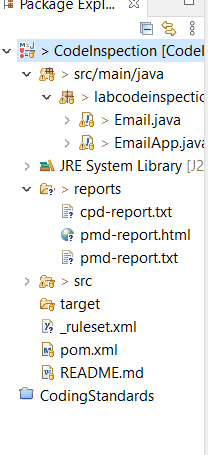 Package Expl...
> CodeInspection [CodeI
> src/main/java
> labcodeinspectio
> Email.java
> EmailApp.java
JRE System Library [J2
> reports
cpd-report.txt
pmd-report.html
pmd-report.txt
> src
target
_ruleset.xml
pom.xml
README.md
CodingStandards